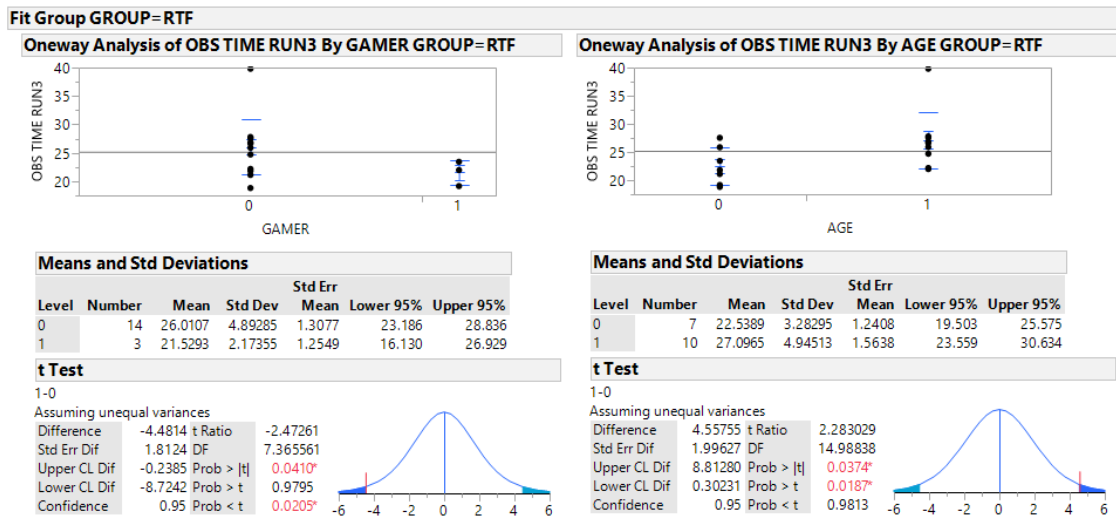 Fit Group GROUP=RTF
Oneway Analysis of OBS TIME RUN3 By GAMER GROUP=RTF
40
35
30
25
20
OBS TIME RUN3
0 1
GAMER
Means and Std Deviations
Std Err
Level Number Mean Std Dev Mean Lower 95% Upper 95%
0 14 26.0107 4.89285 1.3077 23.186 28.836
1 3 21.5293 2.17355 1.2549 16.130 26.929
t Test
1-0
Assuming unequal variances
Difference -4.4814 t Ratio -2.47261
Std Err Dif 1.8124 DF 7.365561
Upper CL Dif -0.2385 Prob > |t| 0.0410*
Lower CL Dif -8.7242 Prob > t 0.9795
Confidence 0.95 Prob < t 0.0205*
-6 -4 -2 0 2 4 6
Oneway Analysis of OBS TIME RUN3 By AGE GROUP=RTF
40
35
30
25
20
OBS TIME RUN3
0 1
AGE
Means and Std Deviations
Std Err
Level Number Mean Std Dev Mean Lower 95% Upper 95%
0 7 22.5389 3.28295 1.2408 19.503 25.575
1 10 27.0965 4.94513 1.5638 23.559 30.634
t Test
1-0
Assuming unequal variances
Difference 4.55755 t Ratio 2.283029
Std Err Dif 1.99627 DF 14.98838
Upper CL Dif 8.81280 Prob > |t| 0.0374*
Lower CL Dif 0.30231 Prob > t 0.0187*
Confidence 0.95 Prob < t 0.9813
-6 -4 -2 0 2 4 6